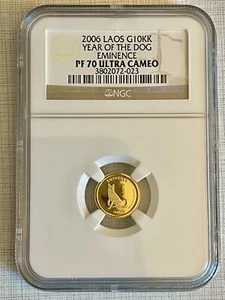 2006 LAOS G10KK
YEAR OF THE DOG
EMINENCE
PF 70 ULTRA CAMEO
3802072-023
NGC